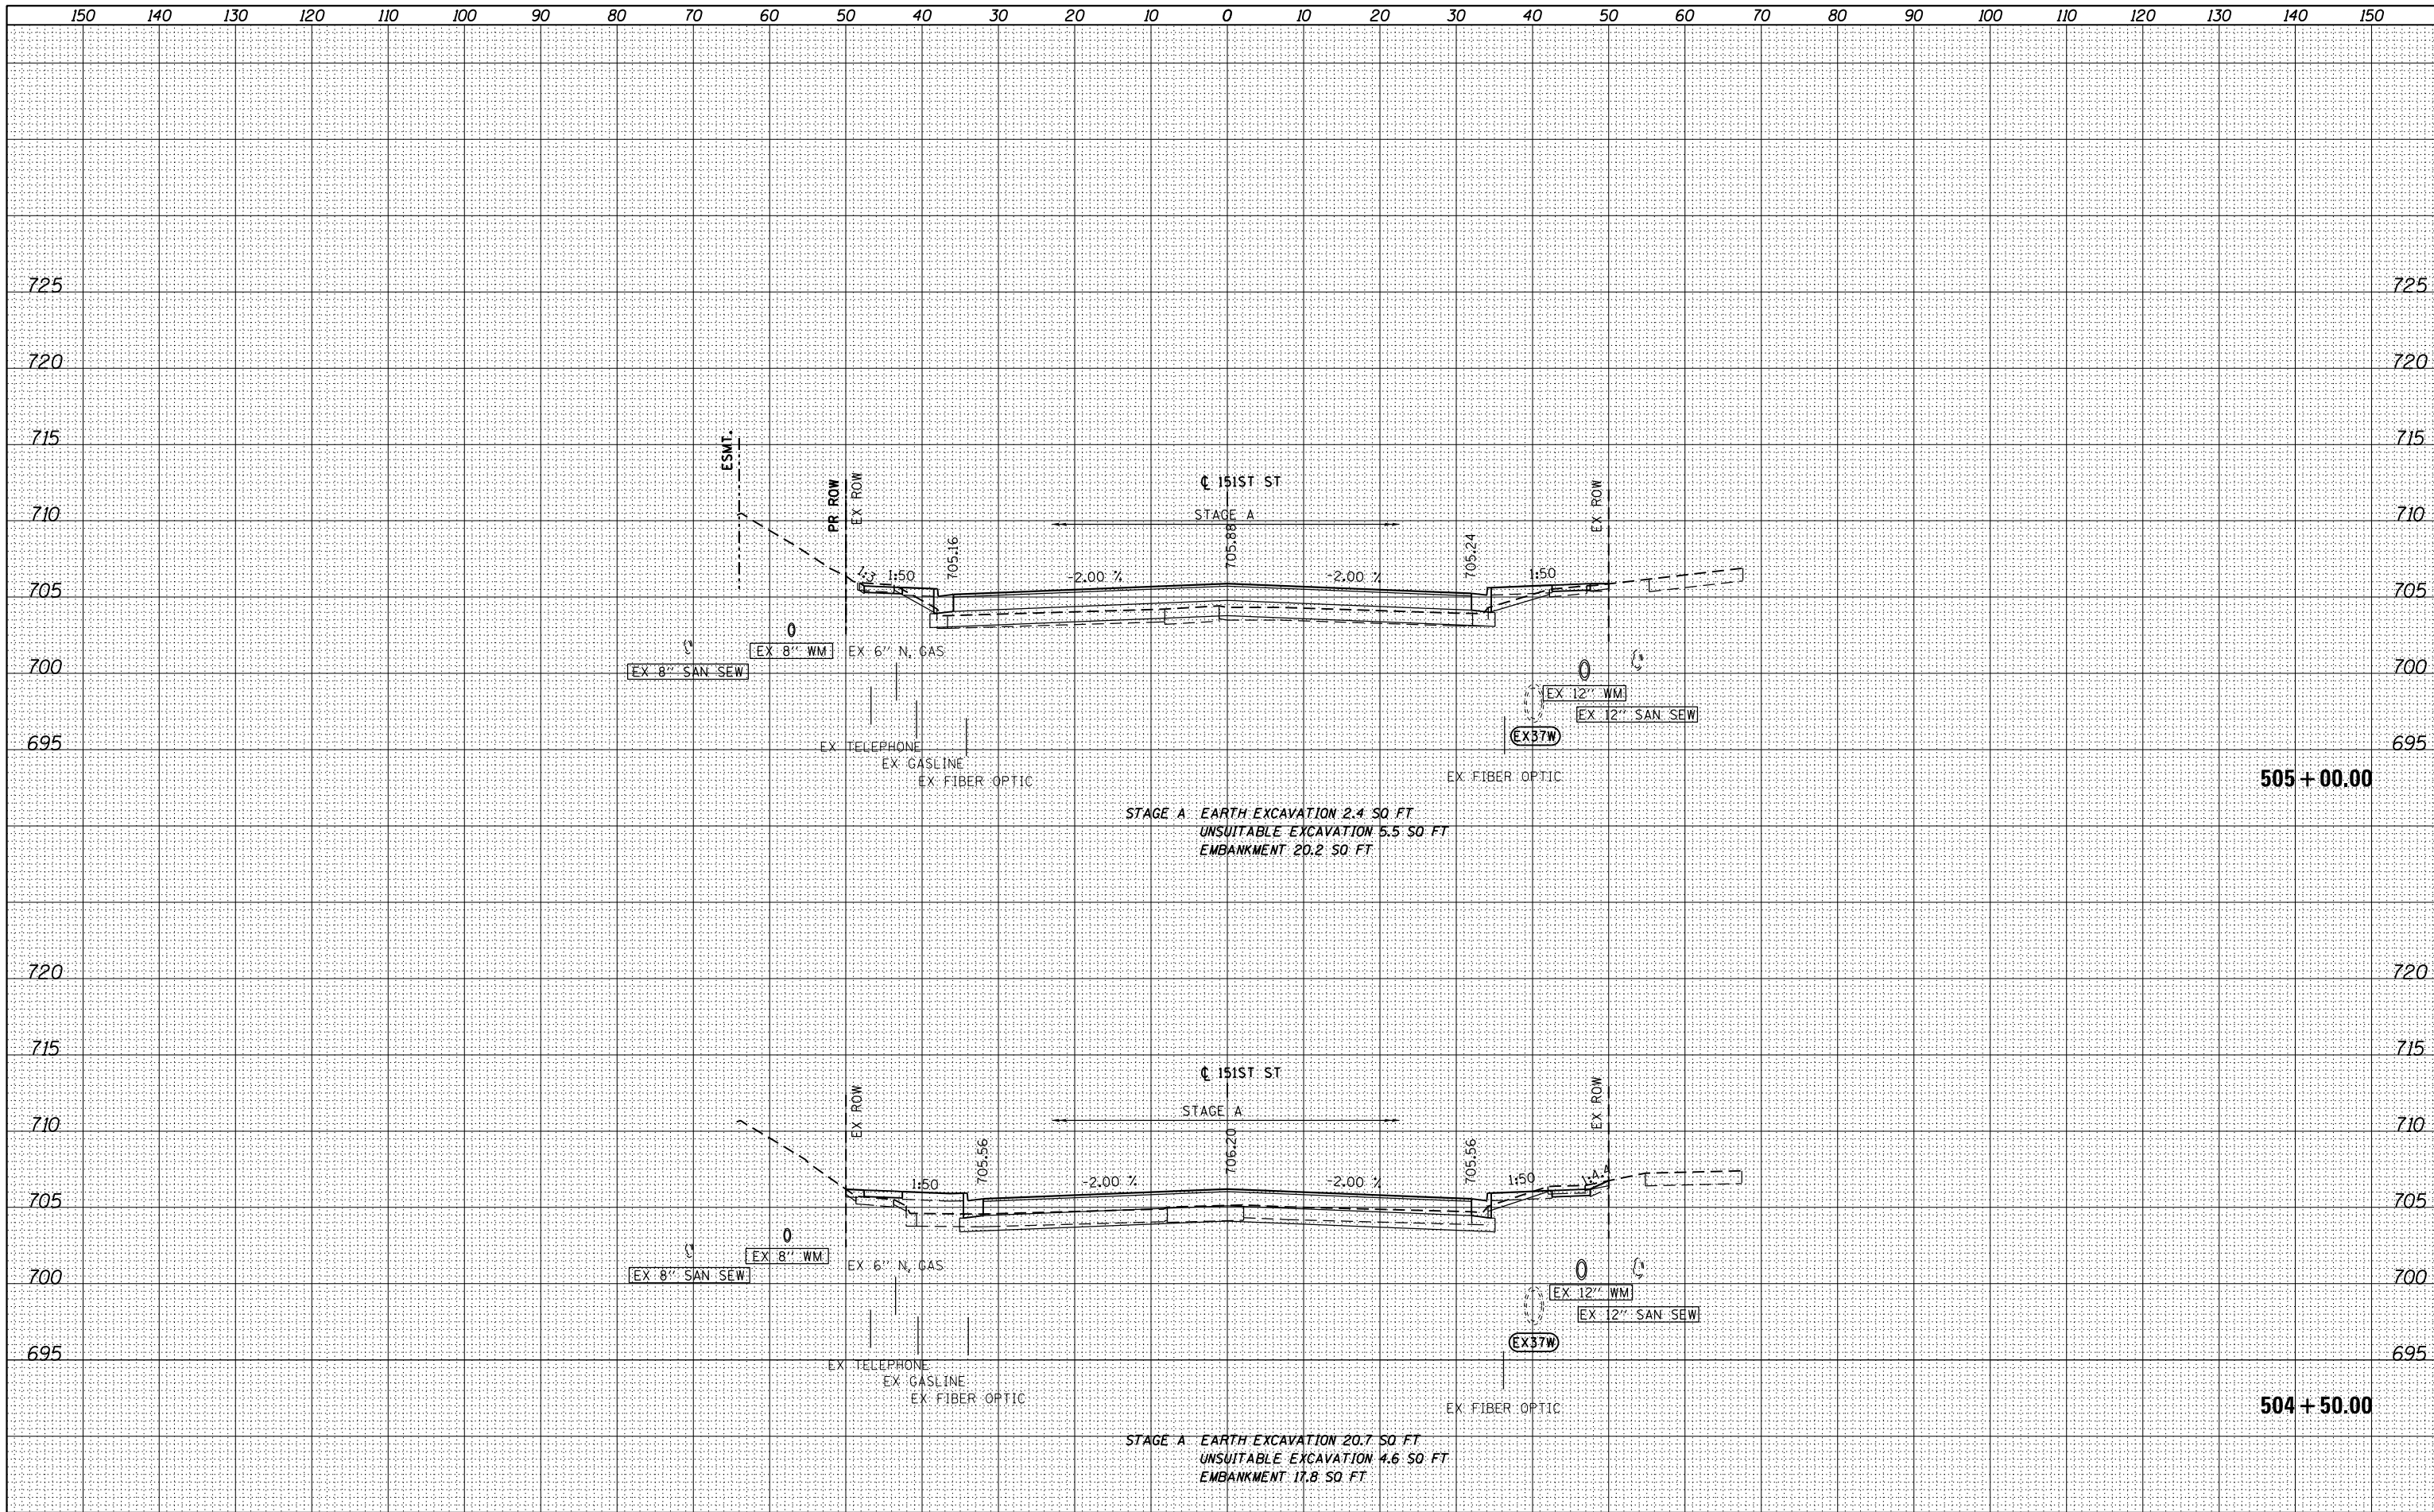 150 140 130 120 110 100 90 80 70 60 50 40 30 20 10 0 10 20 30 40 50 60 70 80 90 100 110 120 130 140 150
725 725
720 720
715 715
ESMT.
PR ROW
EX ROW
℄ 151ST ST
EX ROW
710 710
STAGE A
705.16
705.88
705.24
1:3 1:50 -2.00 % -2.00 % 1:50
705 705
EX 8" WM EX 6" N, GAS
EX 8" SAN SEW
700 700
EX 12" WM
EX 12" SAN SEW
EX37W
695 695
EX TELEPHONE
EX GASLINE
EX FIBER OPTIC
EX FIBER OPTIC
505+00.00
STAGE A EARTH EXCAVATION 2.4 SQ FT
UNSUITABLE EXCAVATION 5.5 SQ FT
EMBANKMENT 20.2 SQ FT
720 720
715 715
℄ 151ST ST
EX ROW
EX ROW
STAGE A
710 710
705.56
706.20
705.56
1:50 -2.00 % -2.00 % 1:50 1:4.4
705 705
EX 8" WM
EX 6" N, GAS
EX 8" SAN SEW
700 700
EX 12" WM
EX 12" SAN SEW
EX37W
695 695
EX TELEPHONE
EX GASLINE
EX FIBER OPTIC
EX FIBER OPTIC
504+50.00
STAGE A EARTH EXCAVATION 20.7 SQ FT
UNSUITABLE EXCAVATION 4.6 SQ FT
EMBANKMENT 17.8 SQ FT